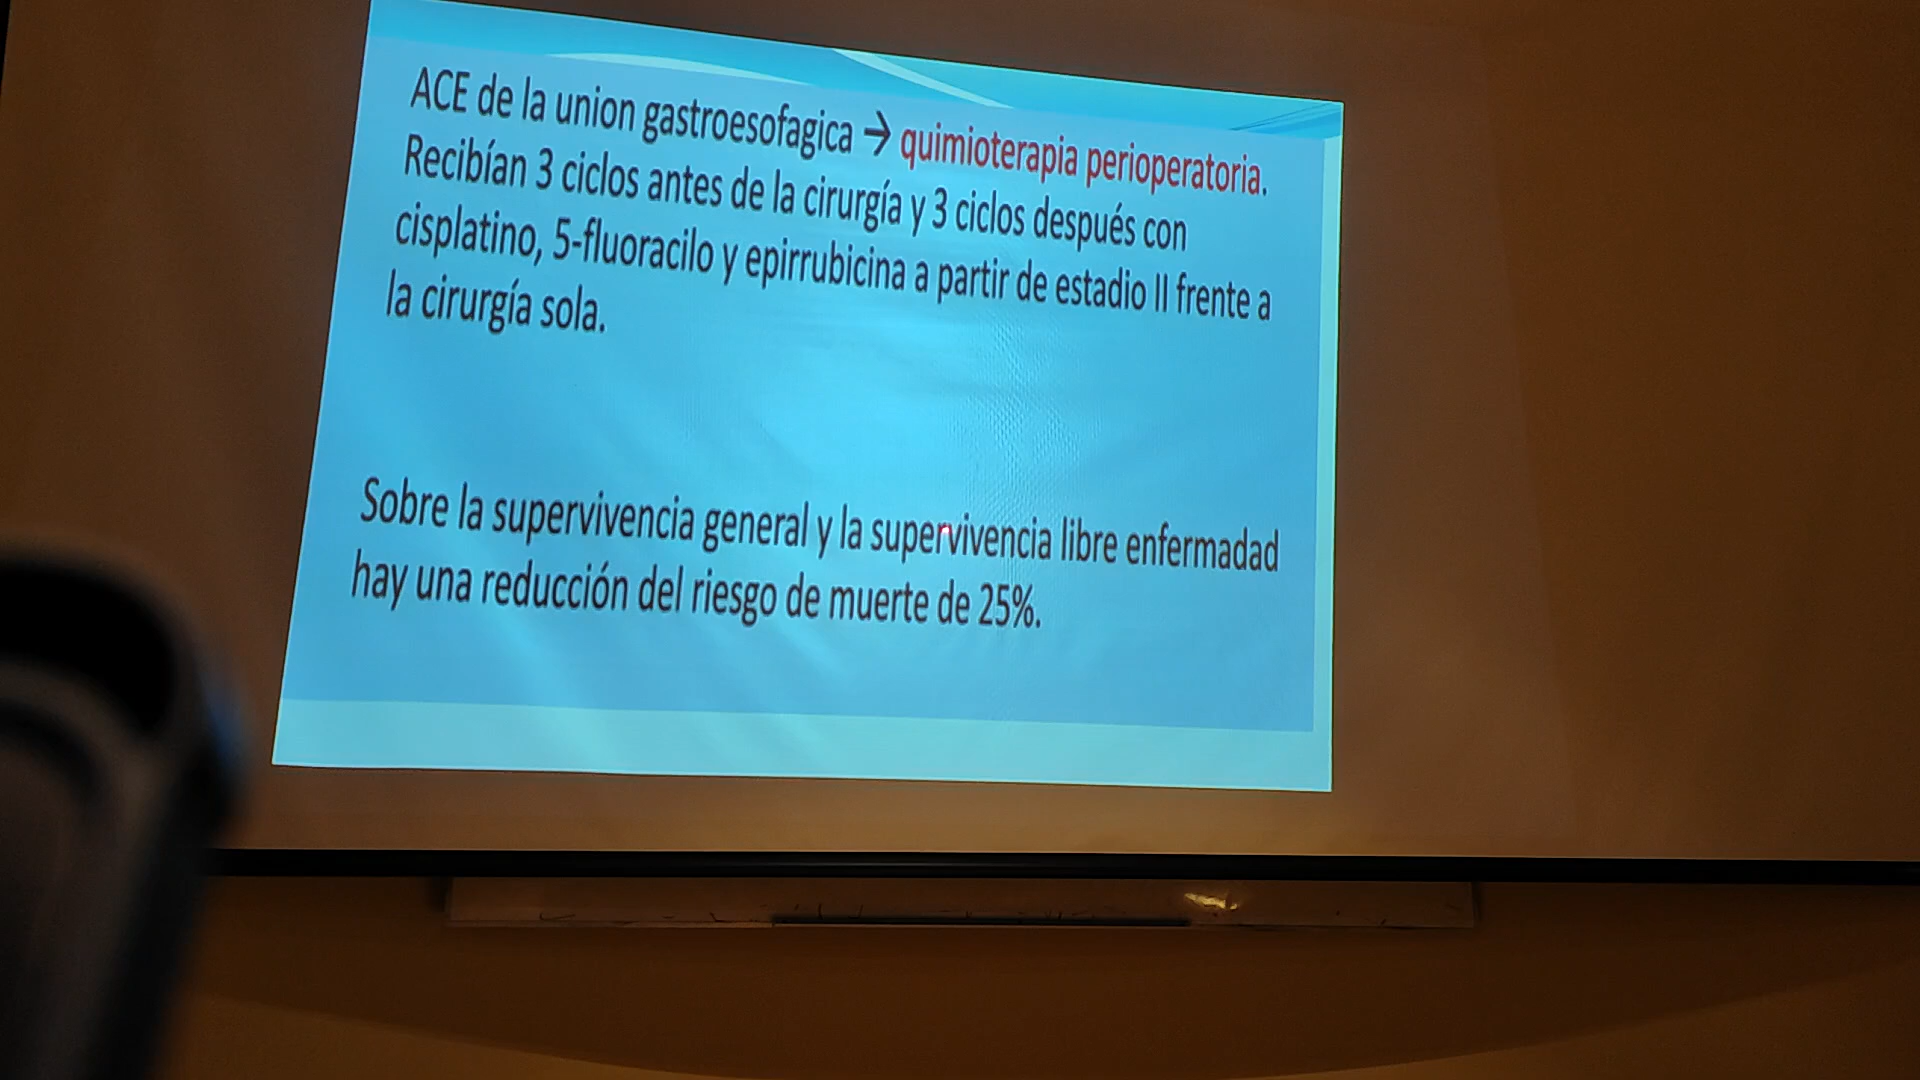 ACE de la union gastroesofagica → quimioterapia perioperatoria.
Recibían 3 ciclos antes de la cirurgía y 3 ciclos después con
cisplatino, 5-fluoracilo y epirrubicina a partir de estadio II frente a
la cirurgía sola.
Sobre la supervivencia general y la supervivencia libre enfermadad
hay una reducción del riesgo de muerte de 25%.